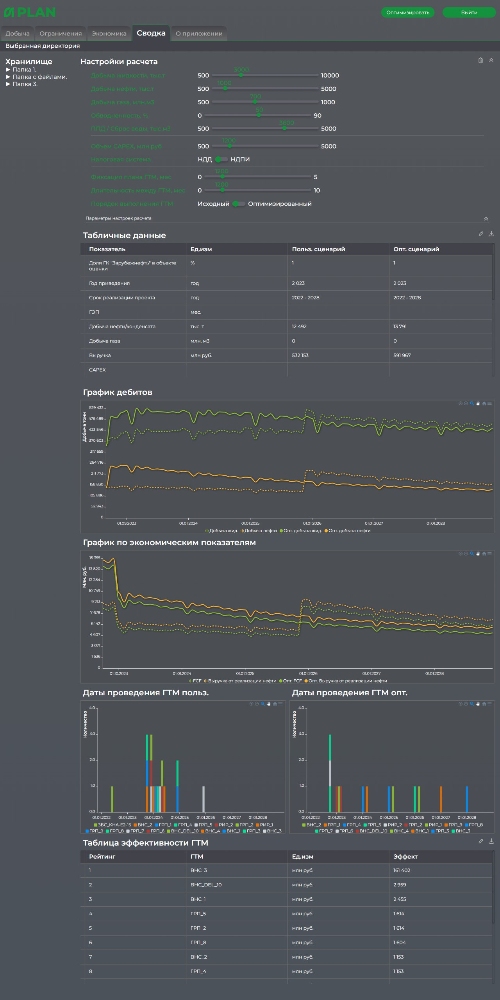 PLAN
Оптимизировать
Выйти
Добыча
Ограничения
Экономика
Сводка
О приложении
Выбранная директория
Хранилище
► Папка 1.
► Папка с файлами.
► Папка 3.
Настройки расчета
Добыча жидкости, тыс.т 500 3000 10000
Добыча нефти, тыс.т 500 1000 5000
Добыча газа, млн.м3 500 700 1000
Обводненность, % 0 50 90
ППД / Сброс воды, тыс.м3 500 3600 5000
Объем CAPEX, млн.руб 500 1200 5000
Налоговая система НДД НДПИ
Фиксация плана ГТМ, мес 0 1200 5
Длительность между ГТМ, мес 0 1200 10
Порядок выполнения ГТМ Исходный Оптимизированный
Параметры настроек расчета
Табличные данные
Показатель Ед.изм Польз. сценарий Опт. сценарий
Доля ГК "Зарубежнефть" в объекте
оценки % 1 1
Год приведения год 2 023 2 023
Срок реализации проекта год 2022 - 2028 2022 - 2028
ГЭП мес.
Добыча нефти/конденсата тыс. т 12 492 13 791
Добыча газа млн. м3 0 0
Выручка млн руб. 532 153 591 967
CAPEX
График дебитов
Добыча тонн
529 432
476 489
423 546
370 603
317 659
264 716
211 773
158 830
105 886
52 943
0
01.09.2023 01.01.2024 01.01.2025 01.01.2026 01.01.2027 01.01.2028
Добыча жид. Добыча нефти Опт. добыча жид. Опт. добыча нефти
График по экономическим показателям
Млн. руб.
15 355
13 820
12 284
10 749
9 213
7 678
6 142
4 607
3 071
1 536
0
01.10.2023 01.01.2024 01.01.2025 01.01.2026 01.01.2027 01.01.2028
FCF Выручка от реализации нефти Опт. FCF Опт. Выручка от реализации нефти
Даты проведения ГТМ польз.
Количество
4.0
3.0
2.0
1.0
0.0
01.01.2022 01.01.2023 01.01.2024 01.01.2025 01.01.2026 01.01.2027 01.01.2028
ЗБС_KHA-E2-15 ВНС_2 ГРП_1 ГРП_4 ГРП_5 РИР_2 ГРП_2 РИР_1
ГРП_9 ГРП_8 ГРП_7 ГРП_6 ВНС_DEL_10 ВНС_4 ВНС_1 ГРП_3 ВНС_3
Даты проведения ГТМ опт.
Количество
4.0
3.0
2.0
1.0
0.0
01.01.2022 01.01.2023 01.01.2024 01.01.2025 01.01.2026 01.01.2027 01.01.2028
ВНС_2 ГРП_1 ГРП_4 ГРП_5 РИР_2 ГРП_2 РИР_1 ГРП_9 ГРП_8
ГРП_7 ГРП_6 ВНС_DEL_10 ВНС_4 ВНС_1 ГРП_3 ВНС_3
Таблица эффективности ГТМ
Рейтинг ГТМ Ед.изм Эффект
1 ВНС_3 млн руб. 161 402
2 ВНС_DEL_10 млн руб. 2 959
3 ВНС_1 млн руб. 2 455
4 ГРП_5 млн руб. 1 614
5 ГРП_2 млн руб. 1 614
6 ГРП_8 млн руб. 1 604
7 ВНС_2 млн руб. 1 153
8 ГРП_4 млн руб. 1 153